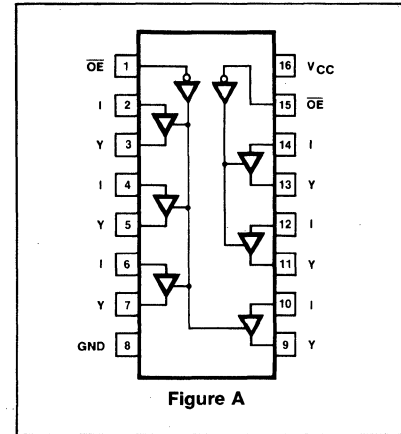 OE 1
I 2
Y 3
I 4
Y 5
I 6
Y 7
GND 8
16 VCC
15 OE
14 I
13 Y
12 I
11 Y
10 I
9 Y
Figure A